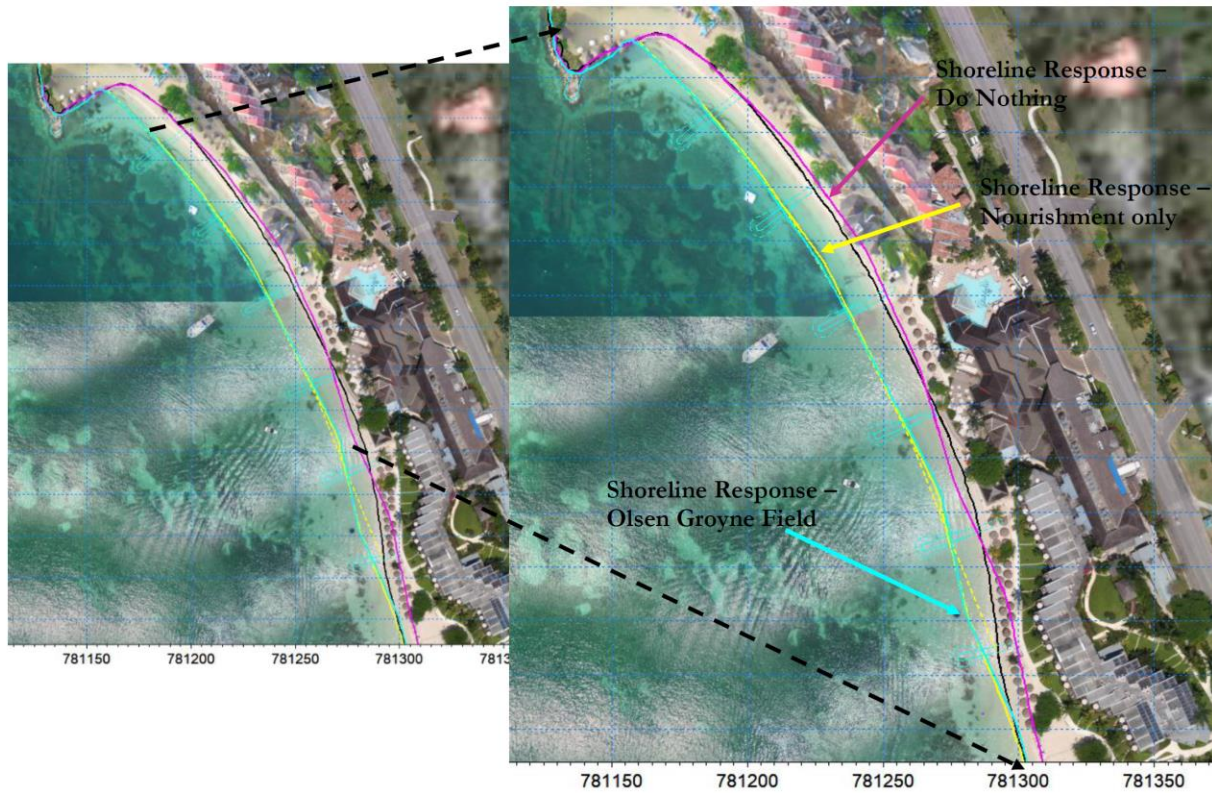 Shoreline Response –
Do Nothing
Shoreline Response –
Nourishment only
Shoreline Response –
Olsen Groyne Field
781150 781200 781250 781300
781150 781200 781250 781300 781350